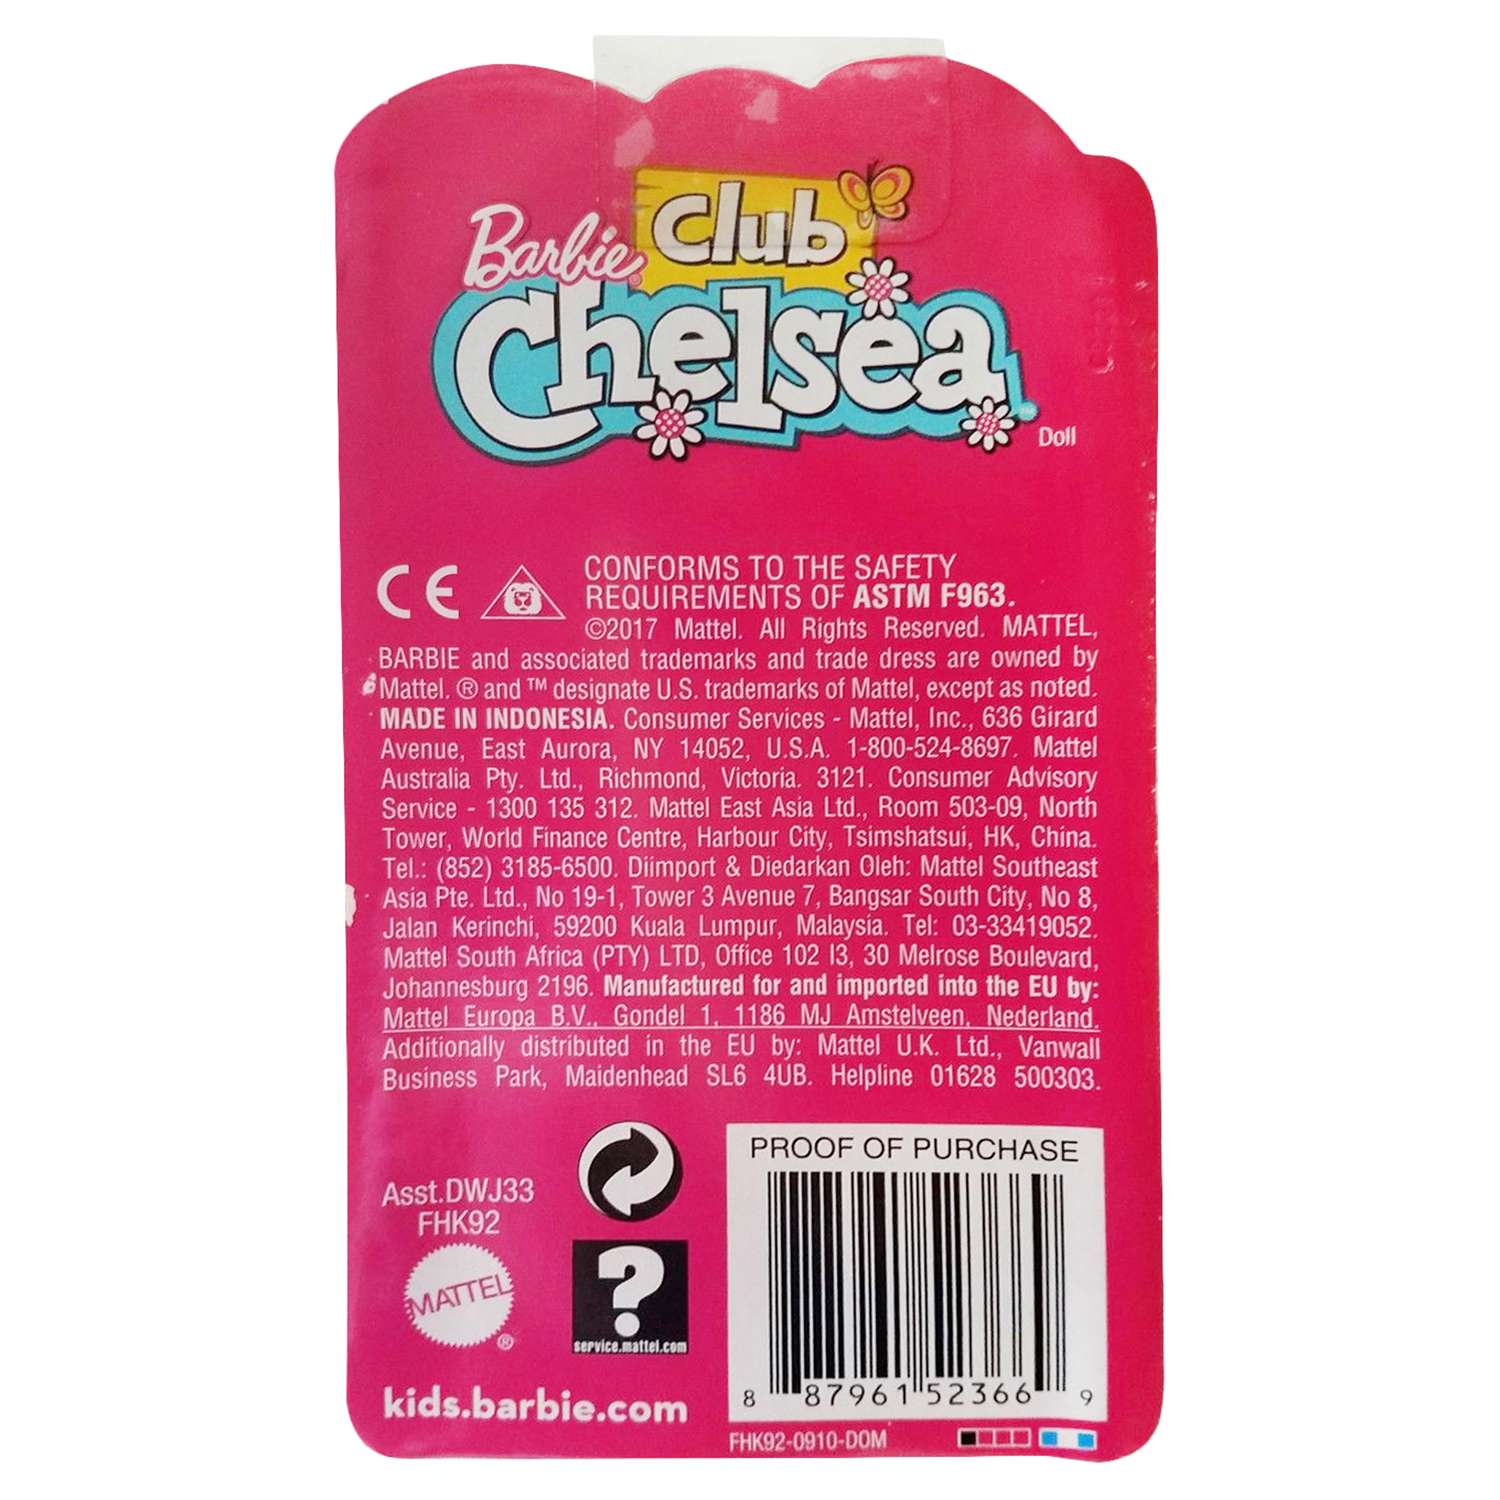 Barbie® Club
Chelsea™
Doll
CE
CONFORMS TO THE SAFETY
REQUIREMENTS OF ASTM F963.
©2017 Mattel. All Rights Reserved. MATTEL,
BARBIE and associated trademarks and trade dress are owned by
Mattel. ® and ™ designate U.S. trademarks of Mattel, except as noted.
MADE IN INDONESIA. Consumer Services - Mattel, Inc., 636 Girard
Avenue, East Aurora, NY 14052, U.S.A. 1-800-524-8697. Mattel
Australia Pty. Ltd., Richmond, Victoria. 3121. Consumer Advisory
Service - 1300 135 312. Mattel East Asia Ltd., Room 503-09, North
Tower, World Finance Centre, Harbour City, Tsimshatsui, HK, China.
Tel.: (852) 3185-6500. Diimport & Diedarkan Oleh: Mattel Southeast
Asia Pte. Ltd., No 19-1, Tower 3 Avenue 7, Bangsar South City, No 8,
Jalan Kerinchi, 59200 Kuala Lumpur, Malaysia. Tel: 03-33419052.
Mattel South Africa (PTY) LTD, Office 102 I3, 30 Melrose Boulevard,
Johannesburg 2196. Manufactured for and imported into the EU by:
Mattel Europa B.V., Gondel 1, 1186 MJ Amstelveen, Nederland.
Additionally distributed in the EU by: Mattel U.K. Ltd., Vanwall
Business Park, Maidenhead SL6 4UB. Helpline 01628 500303.
Asst.DWJ33
FHK92
MATTEL
®
?
service.mattel.com
kids.barbie.com
PROOF OF PURCHASE
8 87961 52366 9
FHK92-0910-DOM